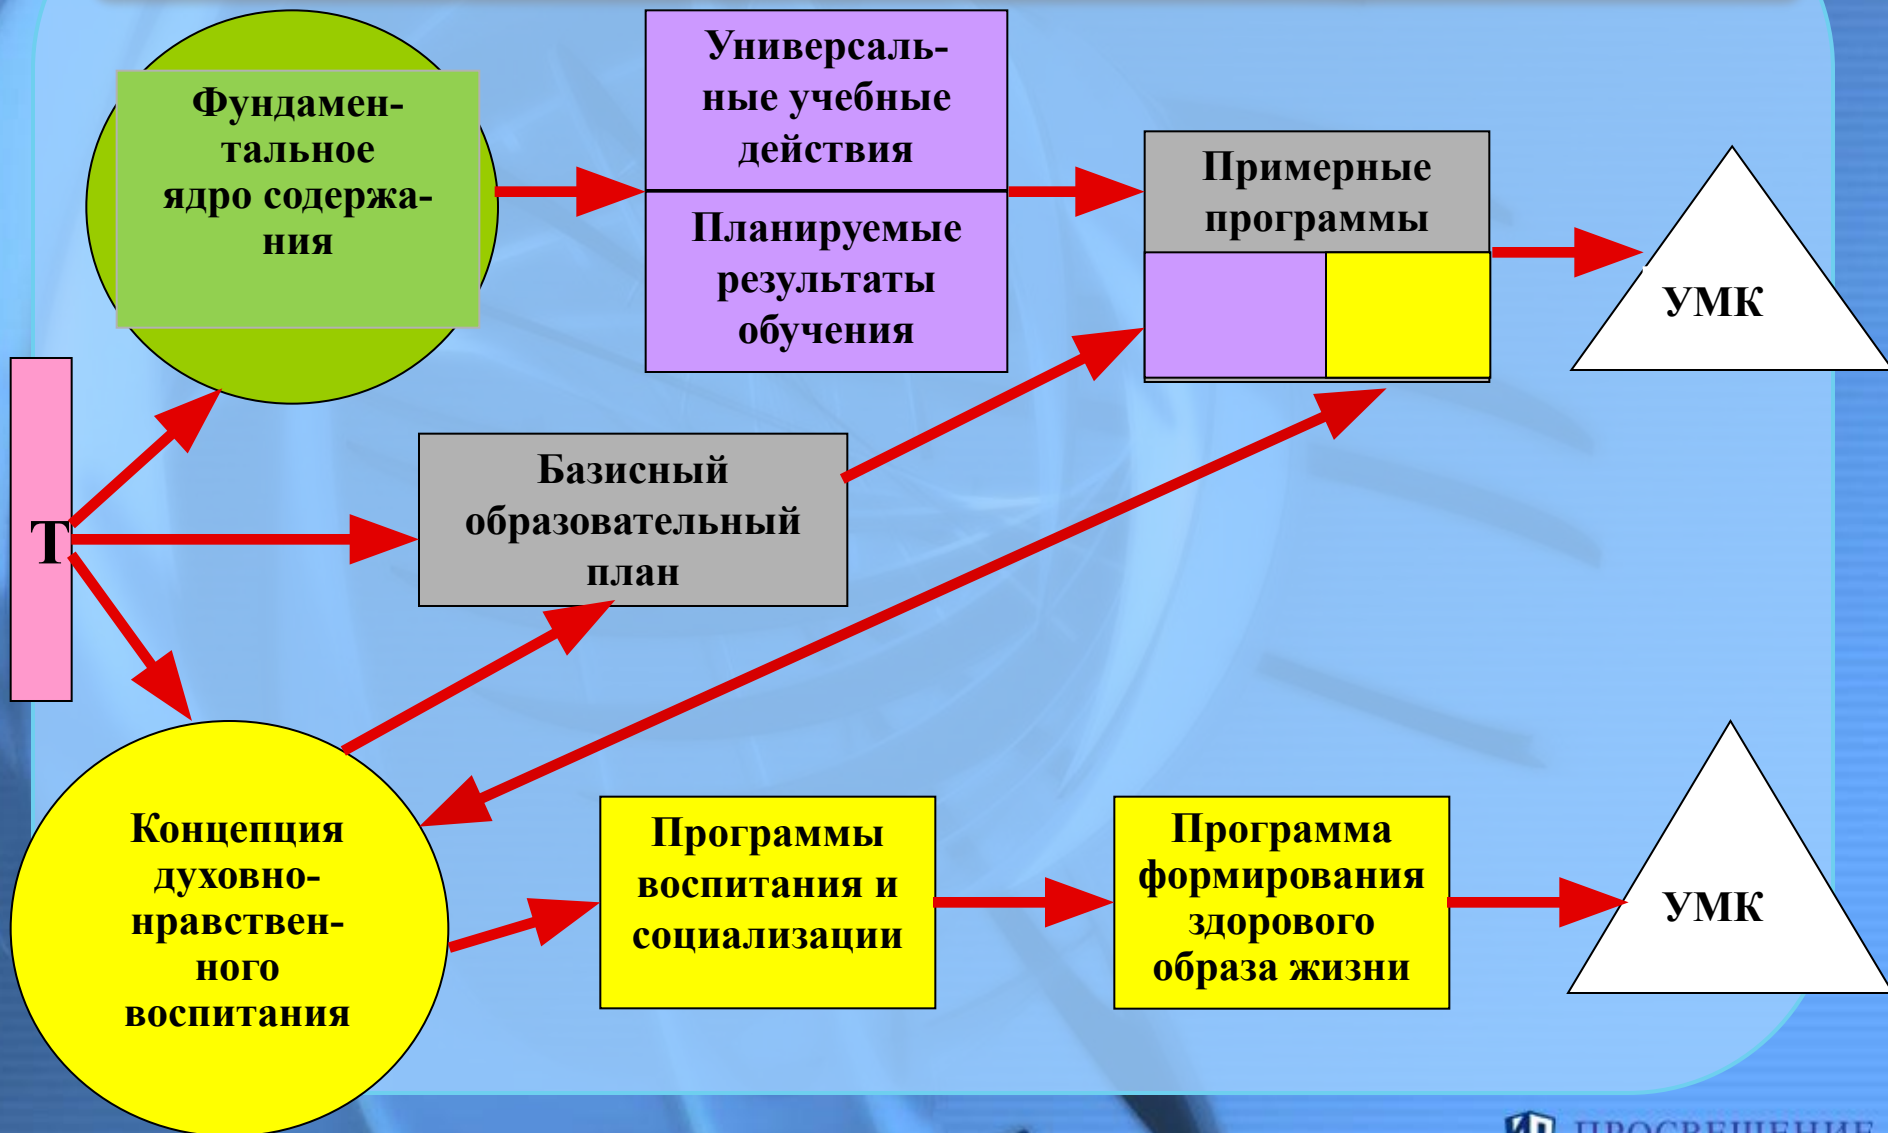 Фундамен-
тальное
ядро содержа-
ния
Универсаль-
ные учебные
действия
Планируемые
результаты
обучения
Примерные
программы
УМК
Т
Базисный
образовательный
план
Концепция
духовно-
нравствен-
ного
воспитания
Программы
воспитания и
социализации
Программа
формирования
здорового
образа жизни
УМК
ПРОСВЕЩЕНИЕ